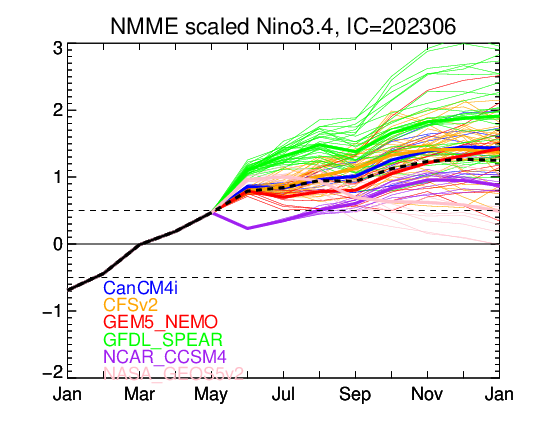 NMME scaled Nino3.4, IC=202306
3
2
1
0
−1
−2
CanCM4i
CFSv2
GEM5_NEMO
GFDL_SPEAR
NCAR_CCSM4
NASA_GEOS5v2
Jan Mar May Jul Sep Nov Jan